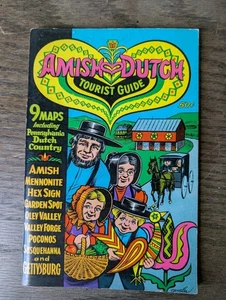 AMISH DUTCH
TOURIST GUIDE
9 MAPS
Including
Pennsylvania
Dutch
Country
AMISH
MENNONITE
HEX SIGN
GARDEN SPOT
OLEY VALLEY
VALLEY FORGE
POCONOS
SUSQUEHANNA
and
GETTYSBURG